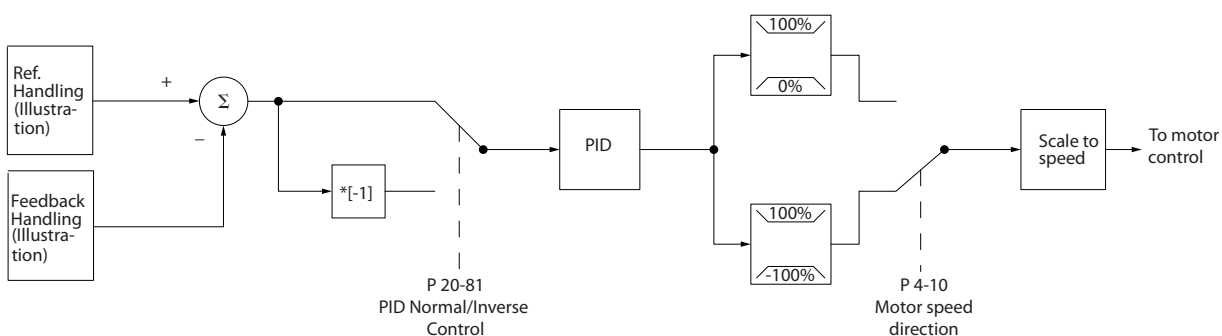 Ref.
Handling
(Illustra-
tion)
+
_
Σ
Feedback
Handling
(Illustra-
tion)
*[-1]
P 20-81
PID Normal/Inverse
Control
PID
100%
0%
100%
-100%
P 4-10
Motor speed
direction
Scale to
speed
To motor
control